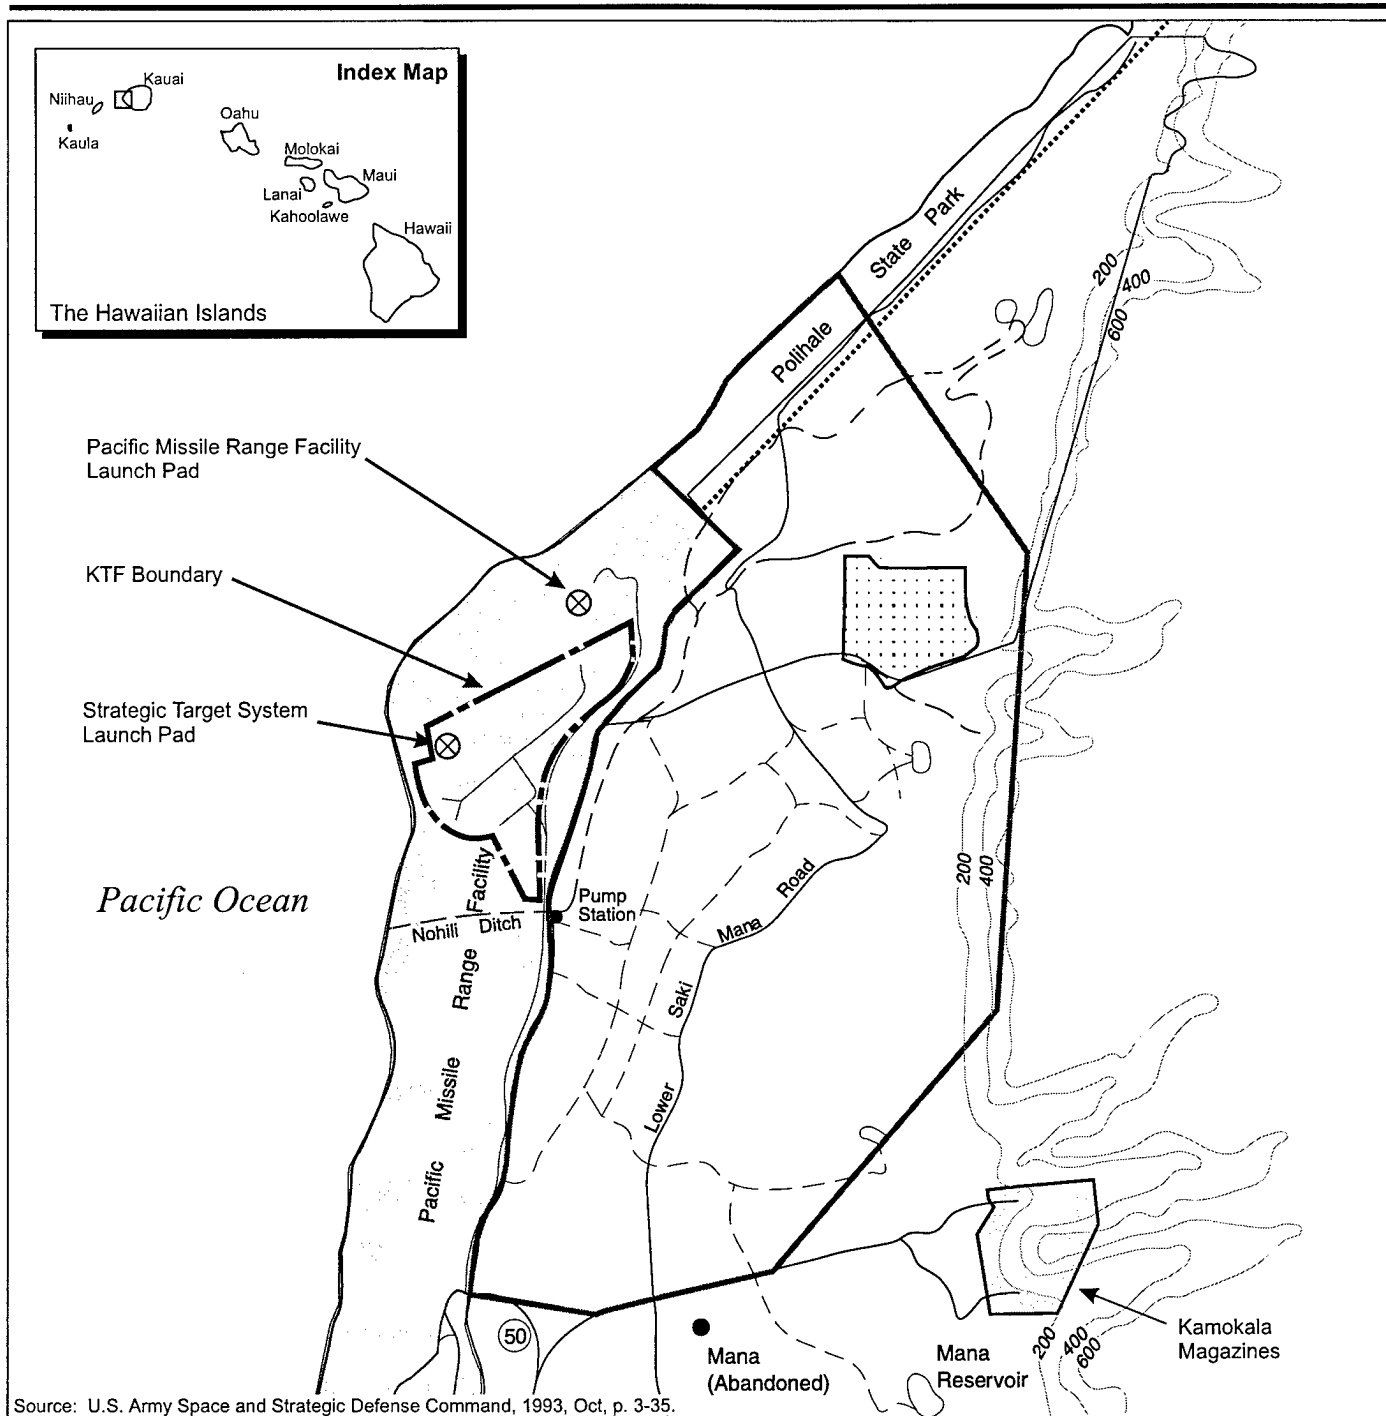 Index Map
Kauai
Niihau
Kaula
Oahu
Molokai
Maui
Lanai
Kahoolawe
Hawaii
The Hawaiian Islands
State Park
Polihale
200
400
600
Pacific Missile Range Facility
Launch Pad
KTF Boundary
Strategic Target System
Launch Pad
Pacific Ocean
Pump
Station
Nohili Ditch
Pacific Missile Range Facility
Lower Saki Mana Road
200
400
50
Mana
(Abandoned)
Mana
Reservoir
200
400
600
Kamokala
Magazines
Source: U.S. Army Space and Strategic Defense Command, 1993, Oct, p. 3-35.